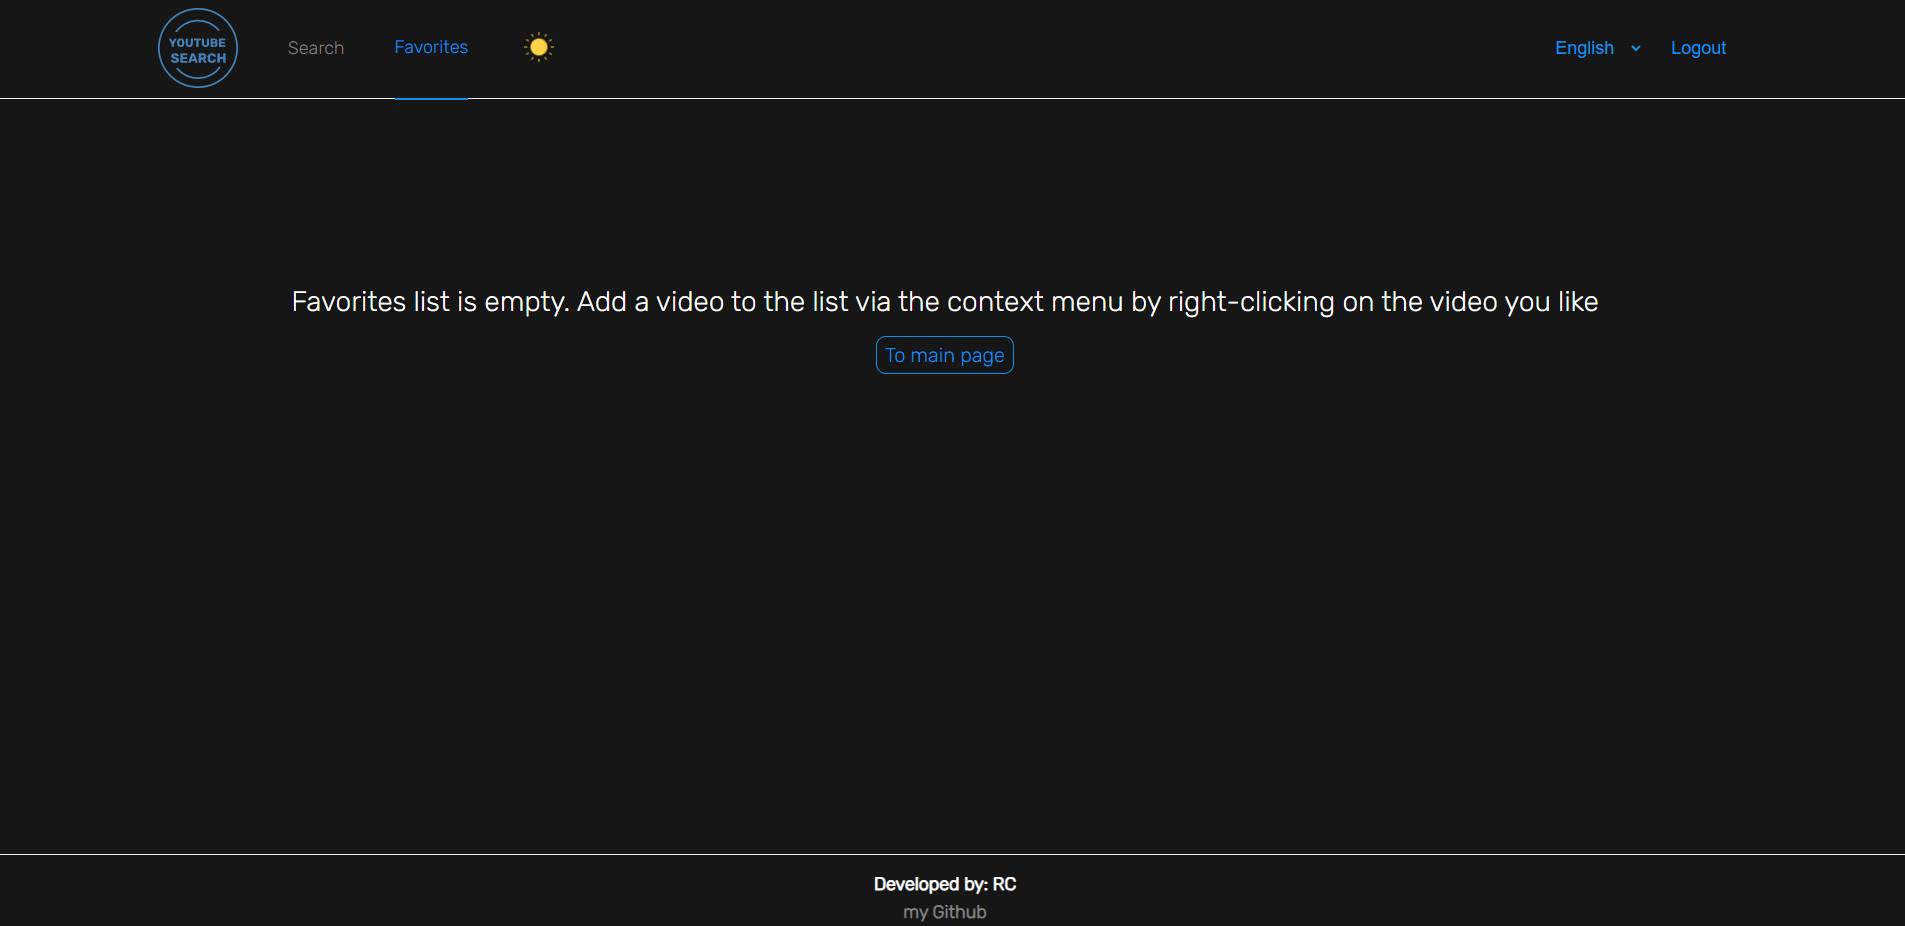 YOUTUBE
SEARCH
Search
Favorites
English
Logout
Favorites list is empty. Add a video to the list via the context menu by right-clicking on the video you like
To main page
Developed by: RC
my Github